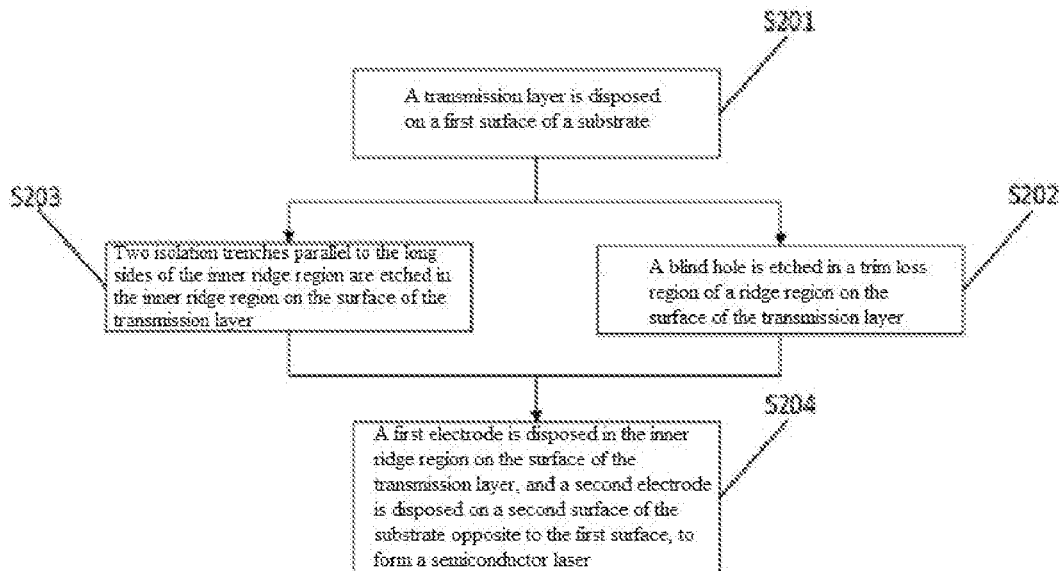 S201
A transmission layer is disposed
on a first surface of a substrate
S203
S202
Two isolation trenches parallel to the long
sides of the inner ridge region are etched in
the inner ridge region on the surface of the
transmission layer
A blind hole is etched in a trim loss
region of a ridge region on the
surface of the transmission layer
S204
A first electrode is disposed in the inner
ridge region on the surface of the
transmission layer, and a second electrode
is disposed on a second surface of the
substrate opposite to the first surface, to
form a semiconductor laser